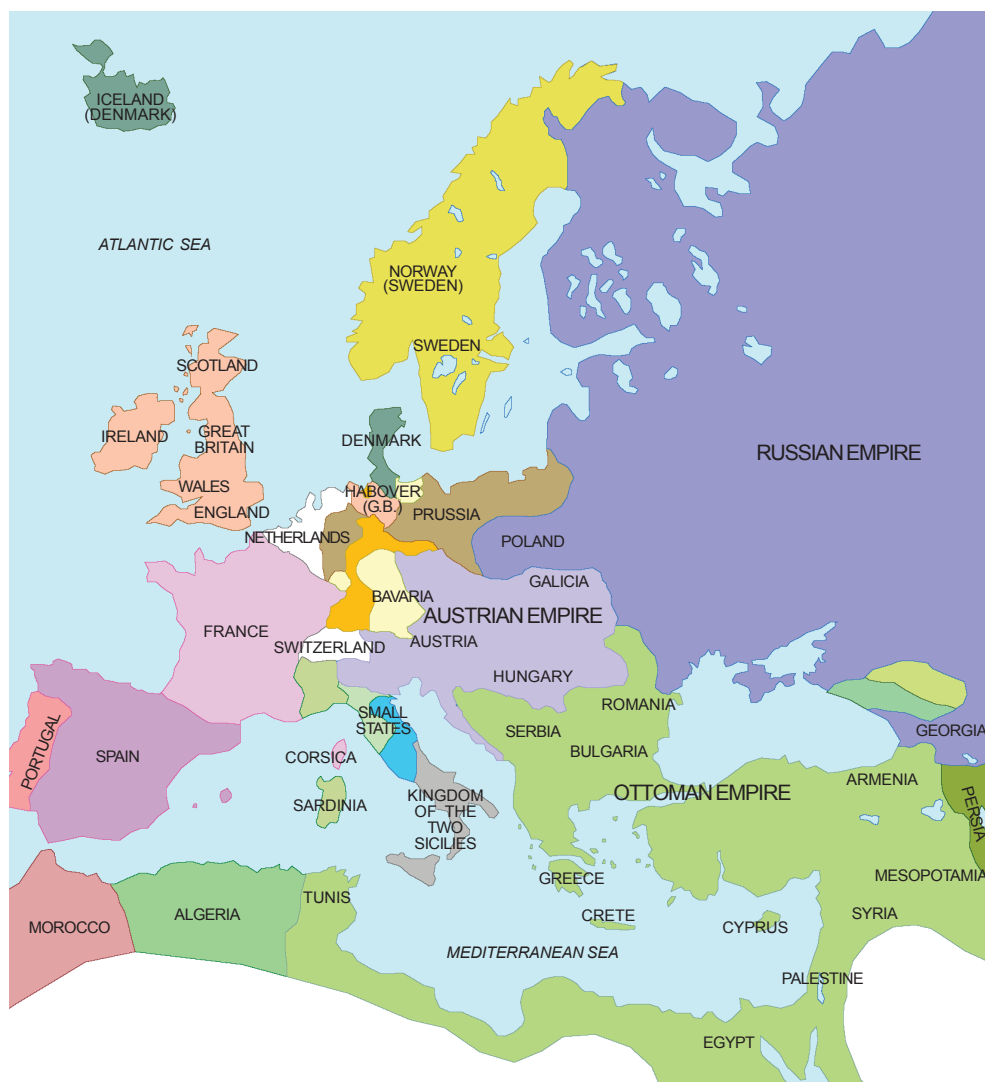 ICELAND
(DENMARK)
ATLANTIC SEA
NORWAY
(SWEDEN)
SWEDEN
SCOTLAND
IRELAND
GREAT
BRITAIN
WALES
ENGLAND
DENMARK
HABOVER
(G.B.)
PRUSSIA
NETHERLANDS
RUSSIAN EMPIRE
POLAND
GALICIA
BAVARIA
AUSTRIAN EMPIRE
FRANCE
SWITZERLAND
AUSTRIA
HUNGARY
ROMANIA
SMALL
STATES
SERBIA
BULGARIA
GEORGIA
PORTUGAL
SPAIN
CORSICA
SARDINIA
KINGDOM
OF THE
TWO
SICILIES
OTTOMAN EMPIRE
ARMENIA
PERSIA
MESOPOTAMIA
GREECE
TUNIS
ALGERIA
MOROCCO
CRETE
CYPRUS
SYRIA
MEDITERRANEAN SEA
PALESTINE
EGYPT